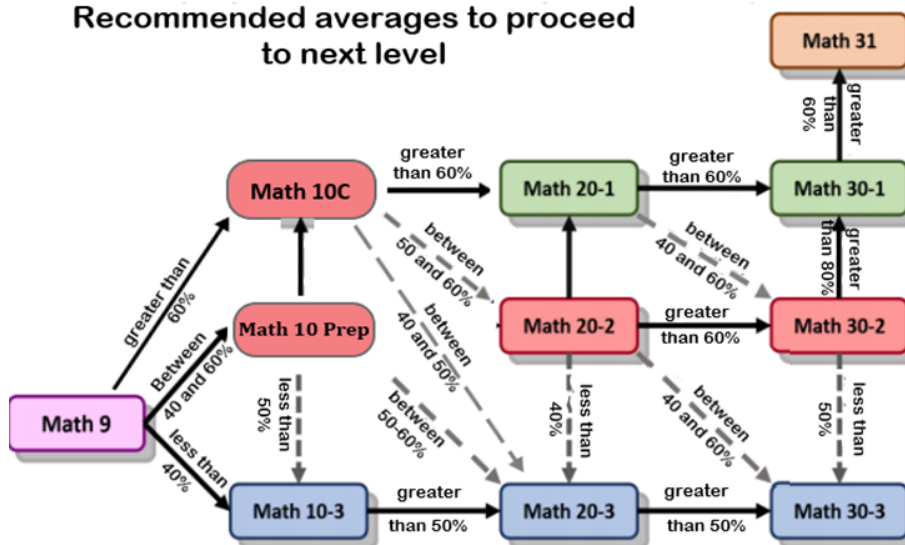 Recommended averages to proceed
to next level
Math 31
greater
than
60%
Math 10C
greater
than 60%
Math 20-1
greater
than 60%
Math 30-1
greater than
60%
between
50 and 60%
between
40 and 50%
between
40 and 60%
greater
than 80%
Math 10 Prep
Math 20-2
greater
than 60%
Math 30-2
Between
40 and 60%
Math 9
less than
40%
less than
50%
between
50-60%
less than
40%
between
40 and 60%
less than
50%
Math 10-3
greater
than 50%
Math 20-3
greater
than 50%
Math 30-3